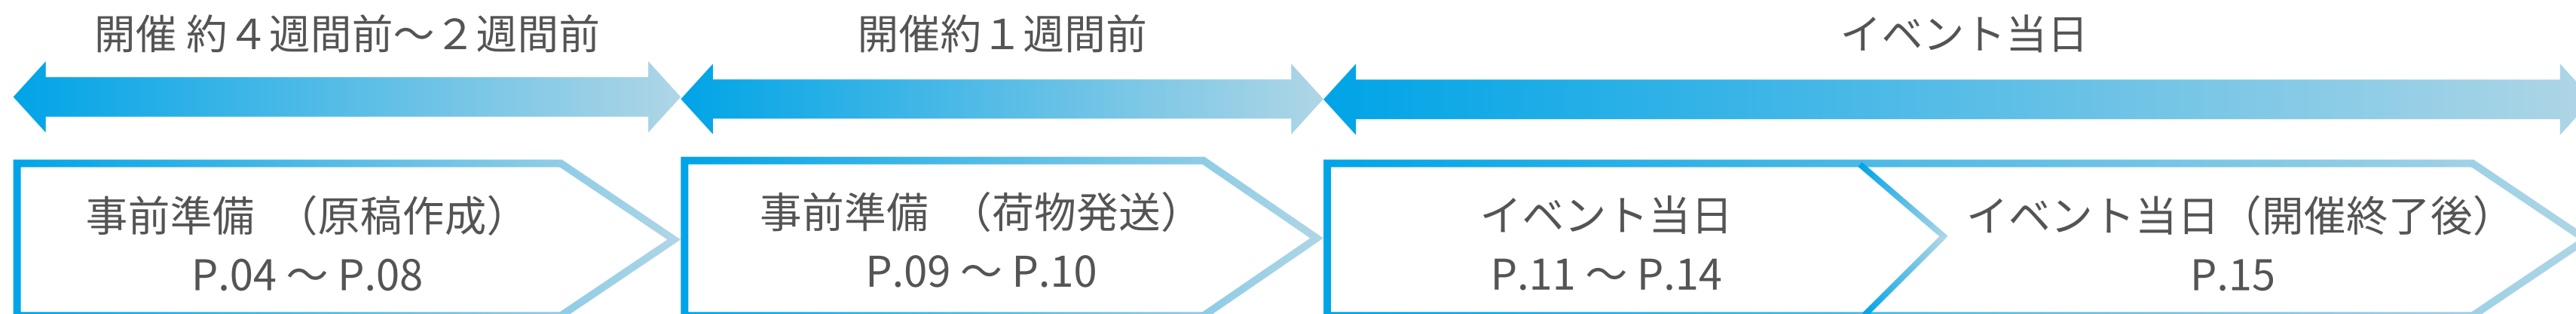 開催 約４週間前～２週間前
開催約１週間前
イベント当日
事前準備　（原稿作成）
P.04 ～ P.08
事前準備　（荷物発送）
P.09 ～ P.10
イベント当日
P.11 ～ P.14
イベント当日（開催終了後）
P.15